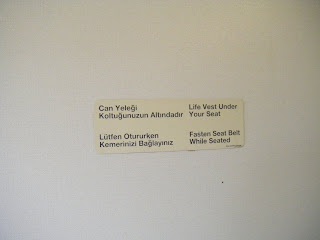 Can Yeleği
Koltuğunuzun Altındadır
Life Vest Under
Your Seat
Lütfen Otururken
Kemerinizi Bağlayınız
Fasten Seat Belt
While Seated